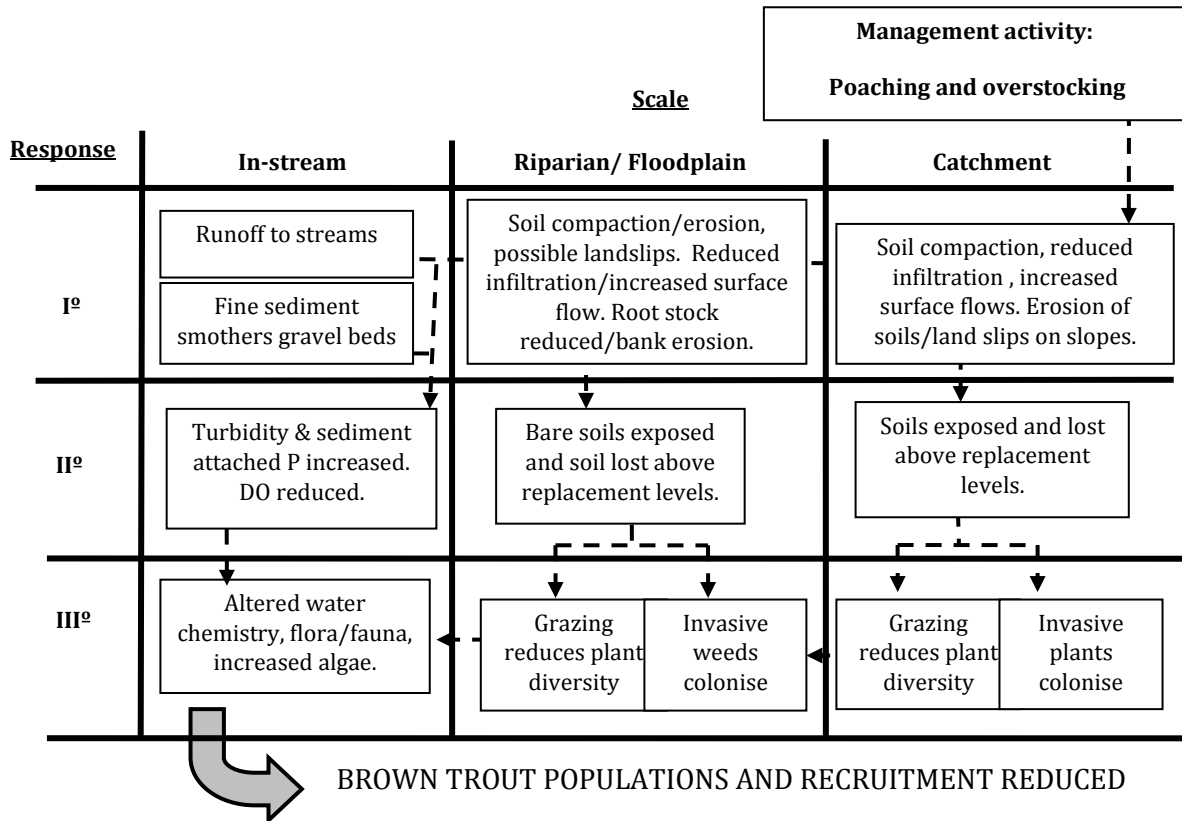 Management activity:
Poaching and overstocking
Scale
Response
In-stream
Riparian/ Floodplain
Catchment
Iº
Runoff to streams
Fine sediment
smothers gravel beds
Soil compaction/erosion,
possible landslips.  Reduced
infiltration/increased surface
flow. Root stock
reduced/bank erosion.
Soil compaction, reduced
infiltration , increased
surface flows. Erosion of
soils/land slips on slopes.
IIº
Turbidity & sediment
attached P increased.
DO reduced.
Bare soils exposed
and soil lost above
replacement levels.
Soils exposed and lost
above replacement
levels.
IIIº
Altered water
chemistry, flora/fauna,
increased algae.
Grazing
reduces plant
diversity
Invasive
weeds
colonise
Grazing
reduces plant
diversity
Invasive
plants
colonise
BROWN TROUT POPULATIONS AND RECRUITMENT REDUCED